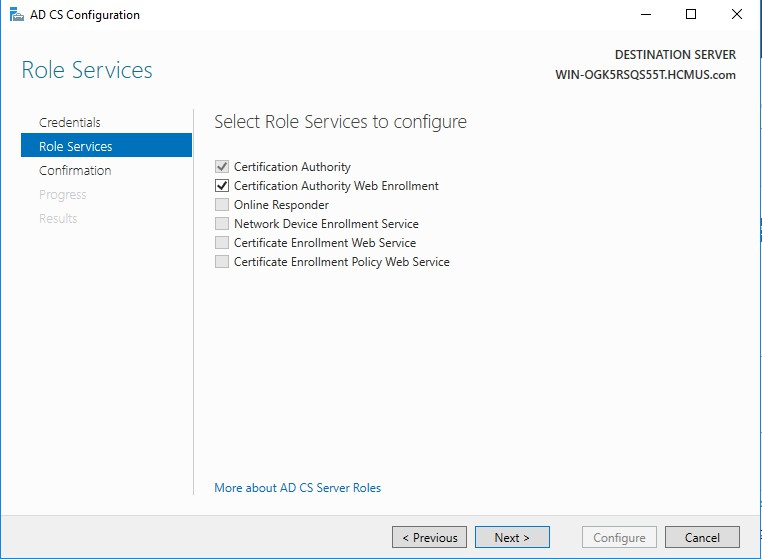 AD CS Configuration
Role Services
DESTINATION SERVER
WIN-OGK5RSQS55T.HCMUS.com
Credentials
Role Services
Confirmation
Progress
Results
Select Role Services to configure
Certification Authority
Certification Authority Web Enrollment
Online Responder
Network Device Enrollment Service
Certificate Enrollment Web Service
Certificate Enrollment Policy Web Service
More about AD CS Server Roles
< Previous
Next >
Configure
Cancel